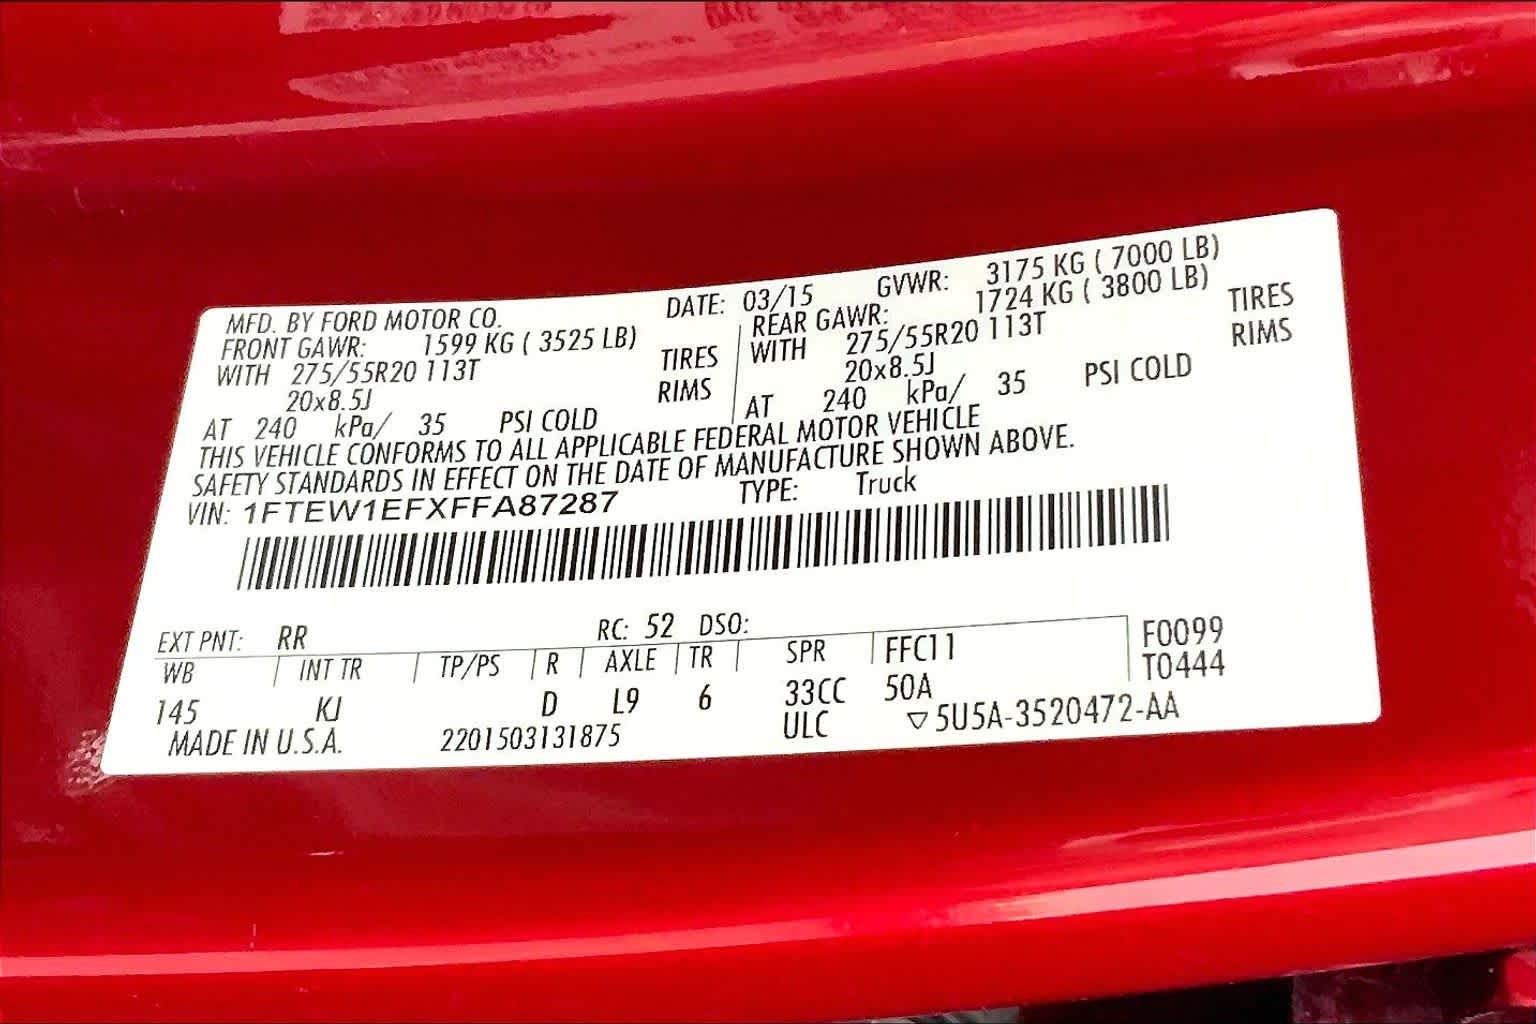 MFD. BY FORD MOTOR CO. DATE: 03/15 GVWR: 3175 KG ( 7000 LB)
FRONT GAWR: 1599 KG ( 3525 LB) REAR GAWR: 1724 KG ( 3800 LB)
WITH 275/55R20 113T TIRES WITH 275/55R20 113T TIRES
20x8.5J RIMS 20x8.5J RIMS
AT 240 kPa/ 35 PSI COLD AT 240 kPa/ 35 PSI COLD
THIS VEHICLE CONFORMS TO ALL APPLICABLE FEDERAL MOTOR VEHICLE
SAFETY STANDARDS IN EFFECT ON THE DATE OF MANUFACTURE SHOWN ABOVE.
VIN: 1FTEW1EFXFFA87287 TYPE: Truck
EXT PNT: RR RC: 52 DSO: F0099
WB INT TR TP/PS R AXLE TR SPR FFC11 T0444
145 KJ D L9 6 33CC 50A
MADE IN U.S.A. 2201503131875 ULC ▽5U5A-3520472-AA